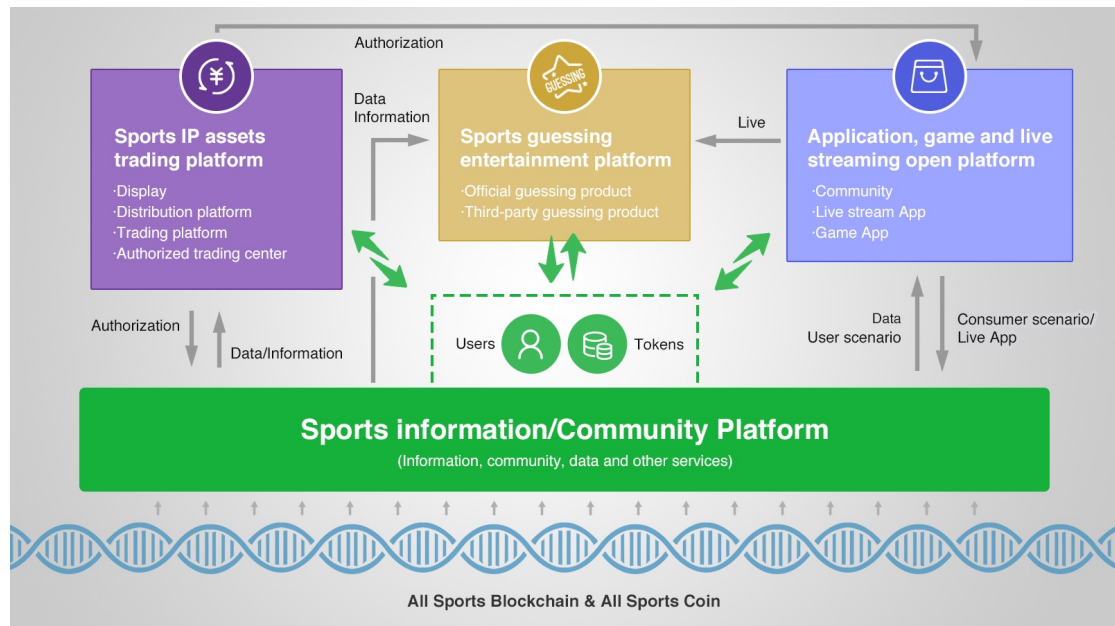 Authorization
GUESSING
Sports IP assets
trading platform
·Display
·Distribution platform
·Trading platform
·Authorized trading center
Data
Information
Sports guessing
entertainment platform
·Official guessing product
·Third-party guessing product
Live
Application, game and live
streaming open platform
·Community
·Live stream App
·Game App
Authorization
Data/Information
Users
Tokens
Data
User scenario
Consumer scenario/
Live App
Sports information/Community Platform
(Information, community, data and other services)
All Sports Blockchain & All Sports Coin